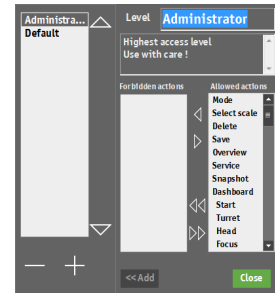 Administra...
Default
Level Administrator
Highest access level
Use with care !
Forbidden actions
Allowed actions
Mode
Select scale
Delete
Save
Overview
Service
Snapshot
Dashboard
Start
Turret
Head
Focus
<< Add
Close